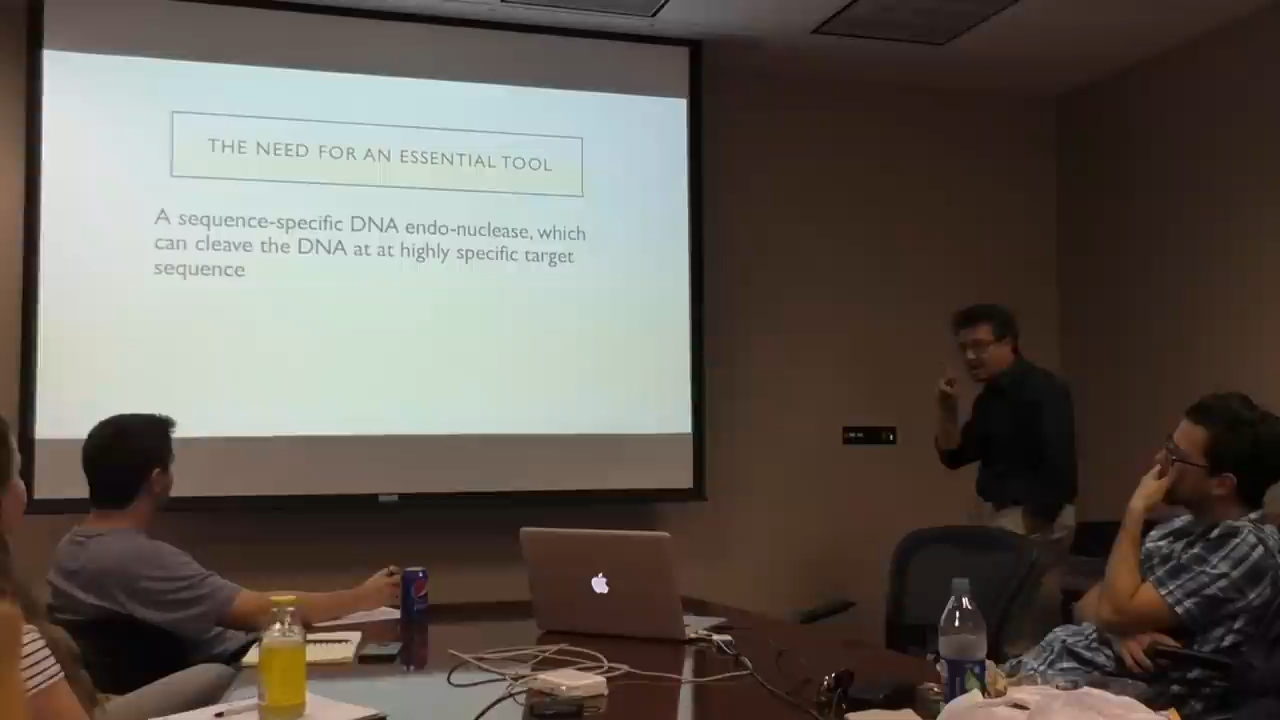 THE NEED FOR AN ESSENTIAL TOOL
A sequence-specific DNA endo-nuclease, which
can cleave the DNA at at highly specific target
sequence